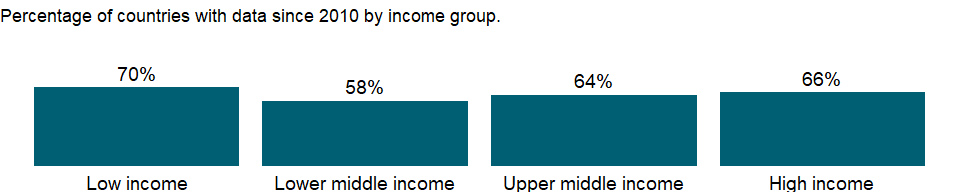 Percentage of countries with data since 2010 by income group.
70%
58%
64%
66%
Low income
Lower middle income
Upper middle income
High income